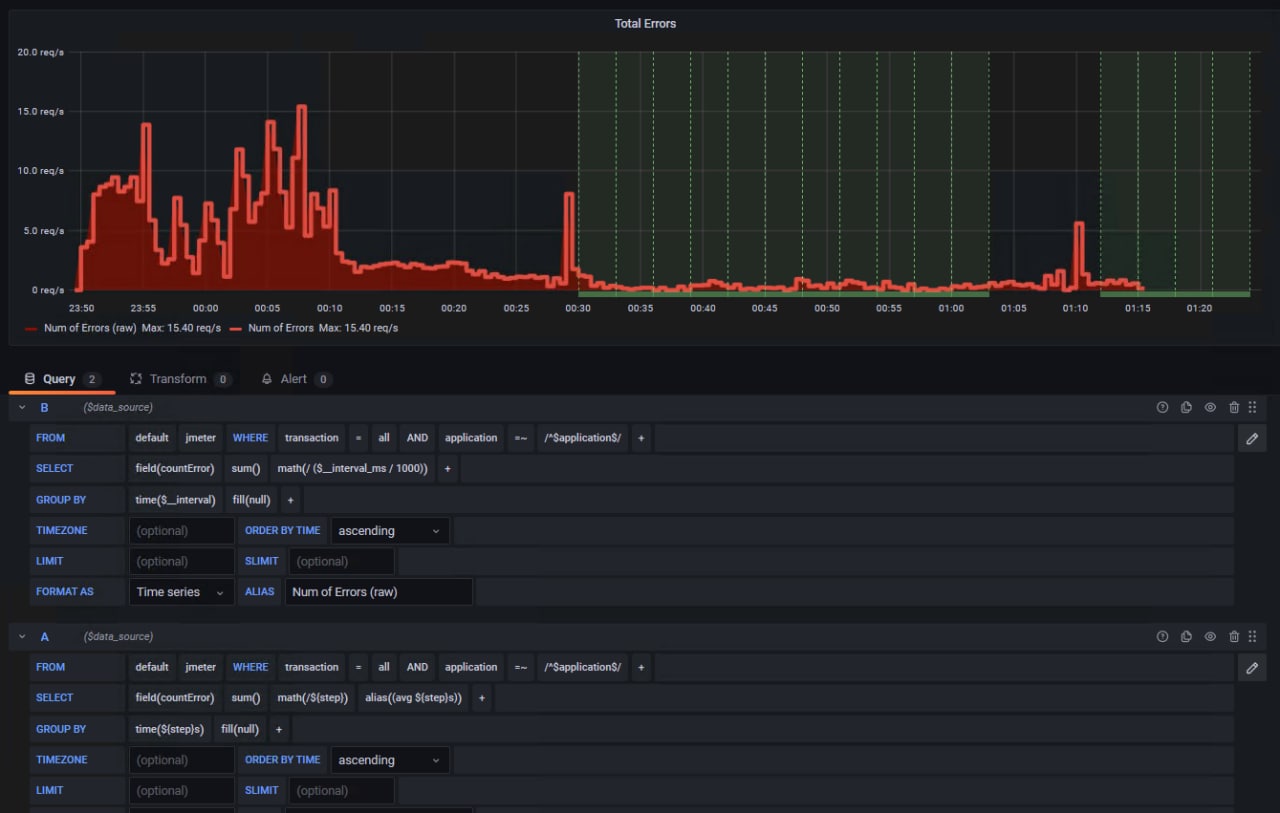 Total Errors
20.0 req/s
15.0 req/s
10.0 req/s
5.0 req/s
0 req/s
23:50 23:55 00:00 00:05 00:10 00:15 00:20 00:25 00:30 00:35 00:40 00:45 00:50 00:55 01:00 01:05 01:10 01:15 01:20
Num of Errors (raw) Max: 15.40 req/s Num of Errors Max: 15.40 req/s
Query 2 Transform 0 Alert 0
B ($data_source)
FROM default jmeter WHERE transaction = all AND application =~ /^$application$/ +
SELECT field(countError) sum() math(/ ($__interval_ms / 1000)) +
GROUP BY time($__interval) fill(null) +
TIMEZONE (optional) ORDER BY TIME ascending
LIMIT (optional) SLIMIT (optional)
FORMAT AS Time series ALIAS Num of Errors (raw)
A ($data_source)
FROM default jmeter WHERE transaction = all AND application =~ /^$application$/ +
SELECT field(countError) sum() math(/${step}) alias((avg ${step}s)) +
GROUP BY time(${step}s) fill(null) +
TIMEZONE (optional) ORDER BY TIME ascending
LIMIT (optional) SLIMIT (optional)